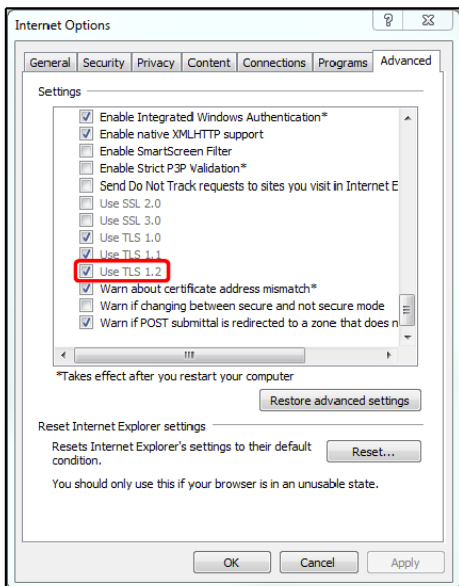 Internet Options
General Security Privacy Content Connections Programs Advanced
Settings
Enable Integrated Windows Authentication*
Enable native XMLHTTP support
Enable SmartScreen Filter
Enable Strict P3P Validation*
Send Do Not Track requests to sites you visit in Internet E
Use SSL 2.0
Use SSL 3.0
Use TLS 1.0
Use TLS 1.1
Use TLS 1.2
Warn about certificate address mismatch*
Warn if changing between secure and not secure mode
Warn if POST submittal is redirected to a zone that does n
*Takes effect after you restart your computer
Restore advanced settings
Reset Internet Explorer settings
Resets Internet Explorer's settings to their default
condition.
Reset...
You should only use this if your browser is in an unusable state.
OK Cancel Apply